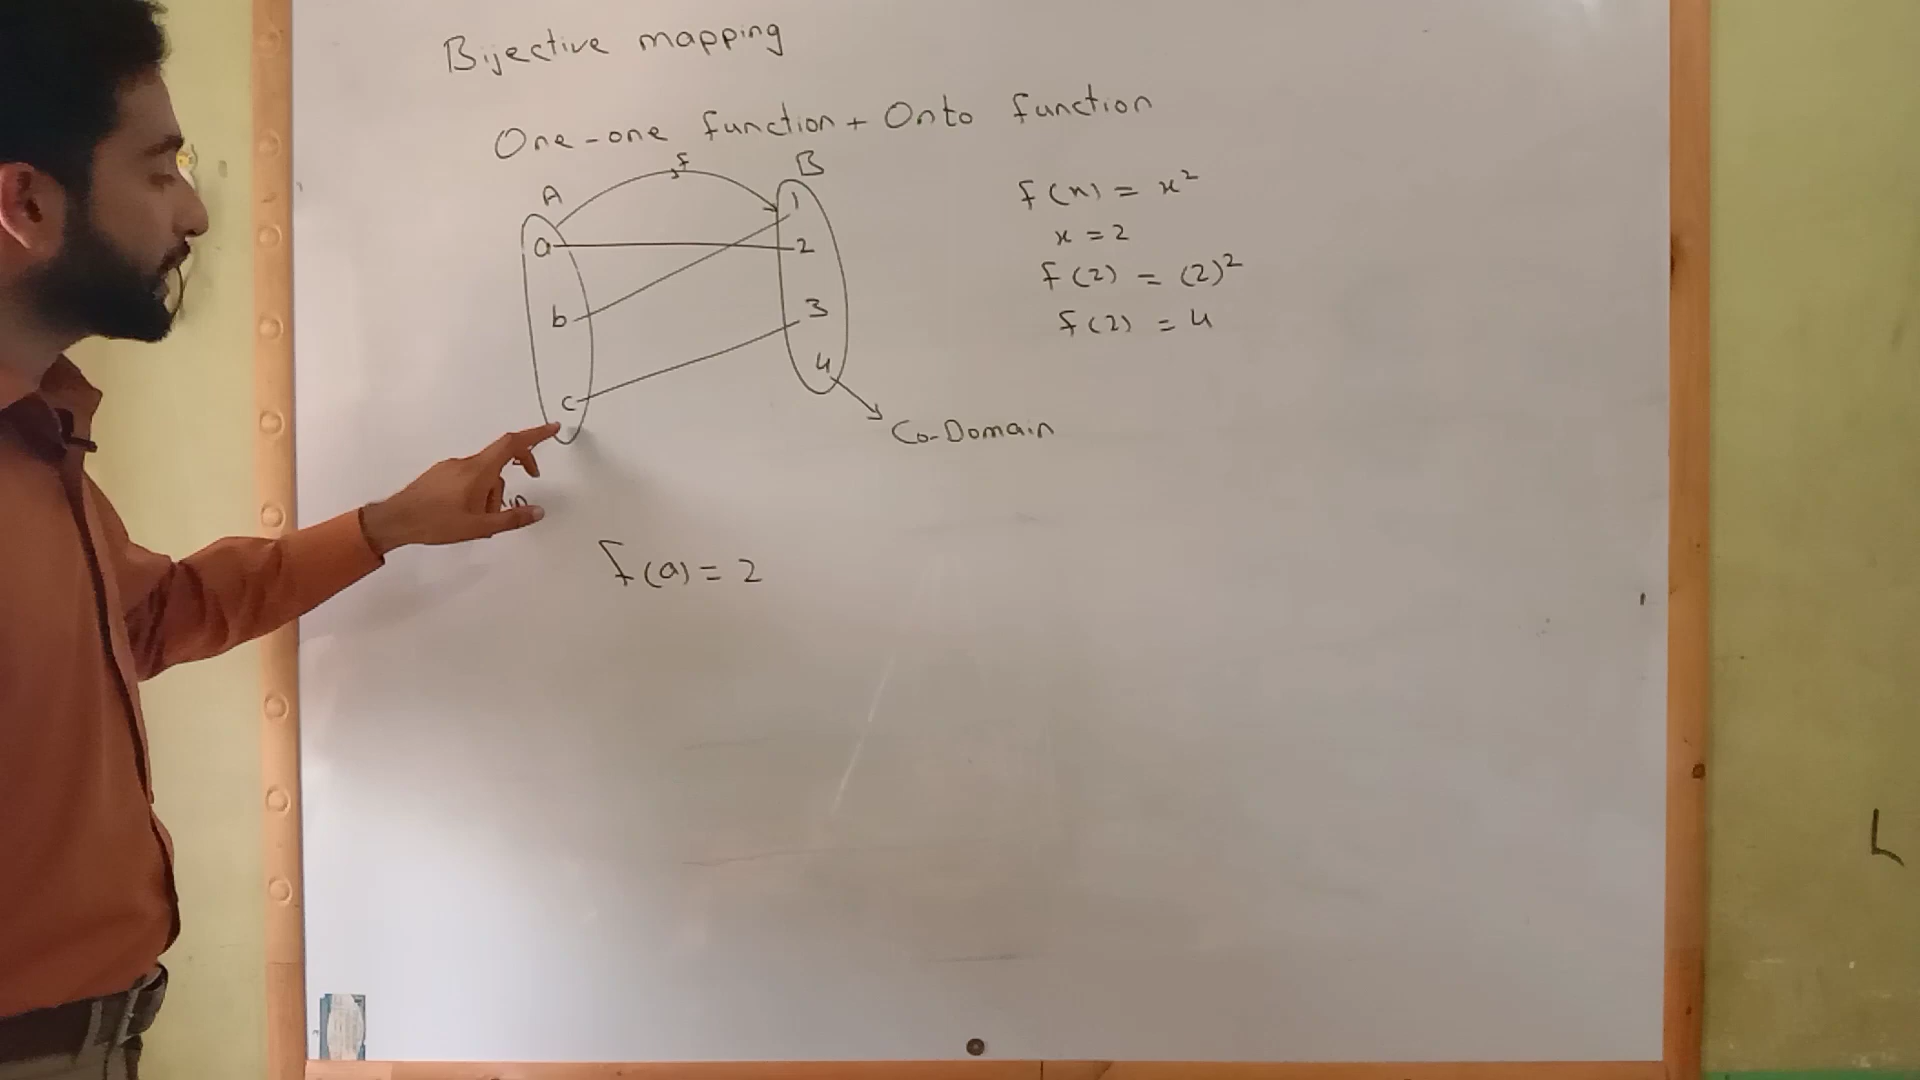 Bijective mapping
One-one function + Onto function
f
A
B
a
b
c
1
2
3
4
Co-Domain
f(a) = 2
f(x) = x²
x = 2
f(2) = (2)²
f(2) = 4